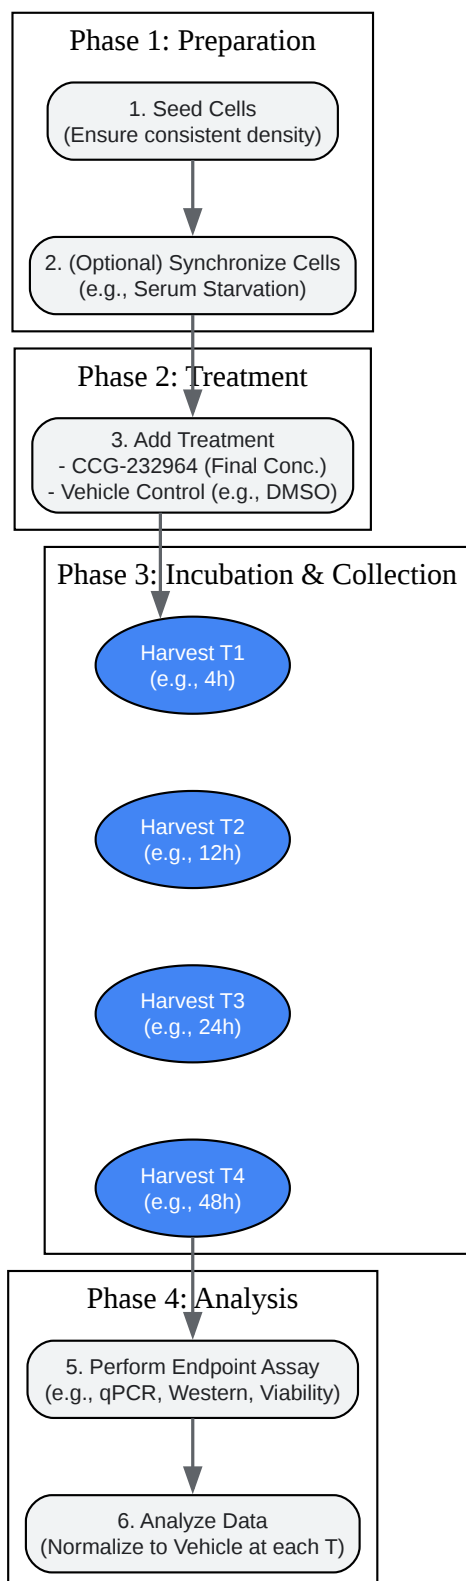 Phase 1: Preparation
1. Seed Cells
(Ensure consistent density)
2. (Optional) Synchronize Cells
(e.g., Serum Starvation)
Phase 2: Treatment
3. Add Treatment
- CCG-232964 (Final Conc.)
- Vehicle Control (e.g., DMSO)
Phase 3: Incubation & Collection
Harvest T1
(e.g., 4h)
Harvest T2
(e.g., 12h)
Harvest T3
(e.g., 24h)
Harvest T4
(e.g., 48h)
Phase 4: Analysis
5. Perform Endpoint Assay
(e.g., qPCR, Western, Viability)
6. Analyze Data
(Normalize to Vehicle at each T)